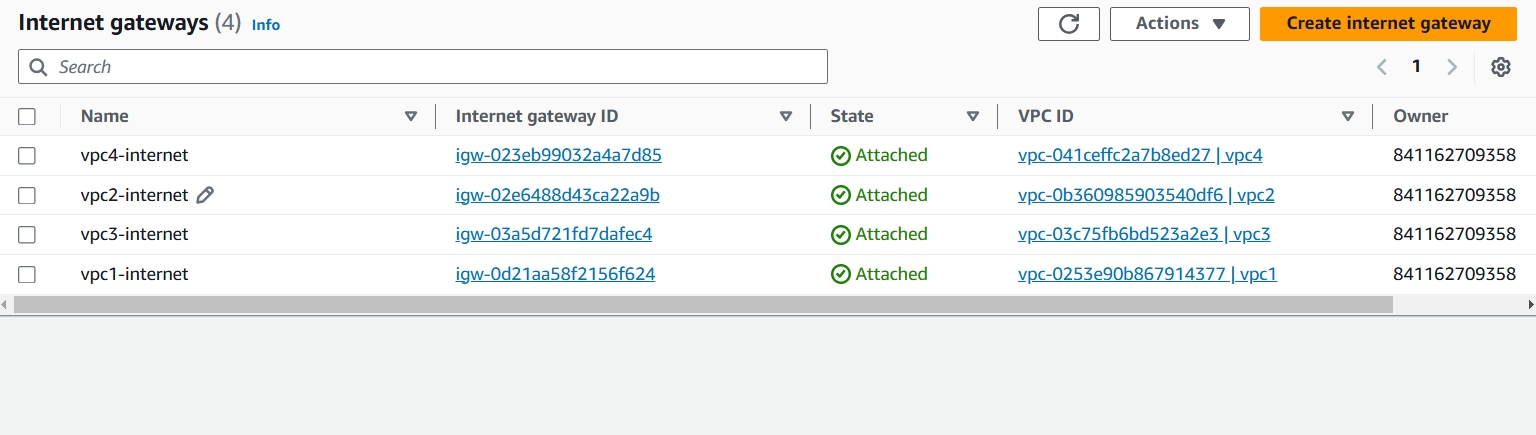 Internet gateways (4) Info
Actions
Create internet gateway
Search
1
Name Internet gateway ID State VPC ID Owner
vpc4-internet igw-023eb99032a4a7d85 Attached vpc-041ceffc2a7b8ed27 | vpc4 841162709358
vpc2-internet igw-02e6488d43ca22a9b Attached vpc-0b360985903540df6 | vpc2 841162709358
vpc3-internet igw-03a5d721fd7dafec4 Attached vpc-03c75fb6bd523a2e3 | vpc3 841162709358
vpc1-internet igw-0d21aa58f2156f624 Attached vpc-0253e90b867914377 | vpc1 841162709358